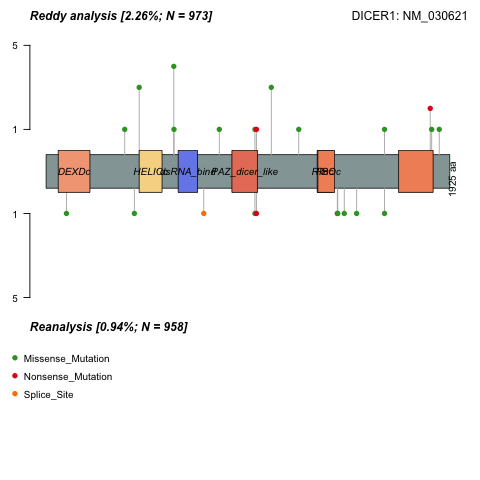 Reddy analysis [2.26%; N = 973]
DICER1: NM_030621
5
1
DEXDc
HELICc
dsRNA_bind
PAZ_dicer_like
RIBOc
1925 aa
1
5
Reanalysis [0.94%; N = 958]
Missense_Mutation
Nonsense_Mutation
Splice_Site